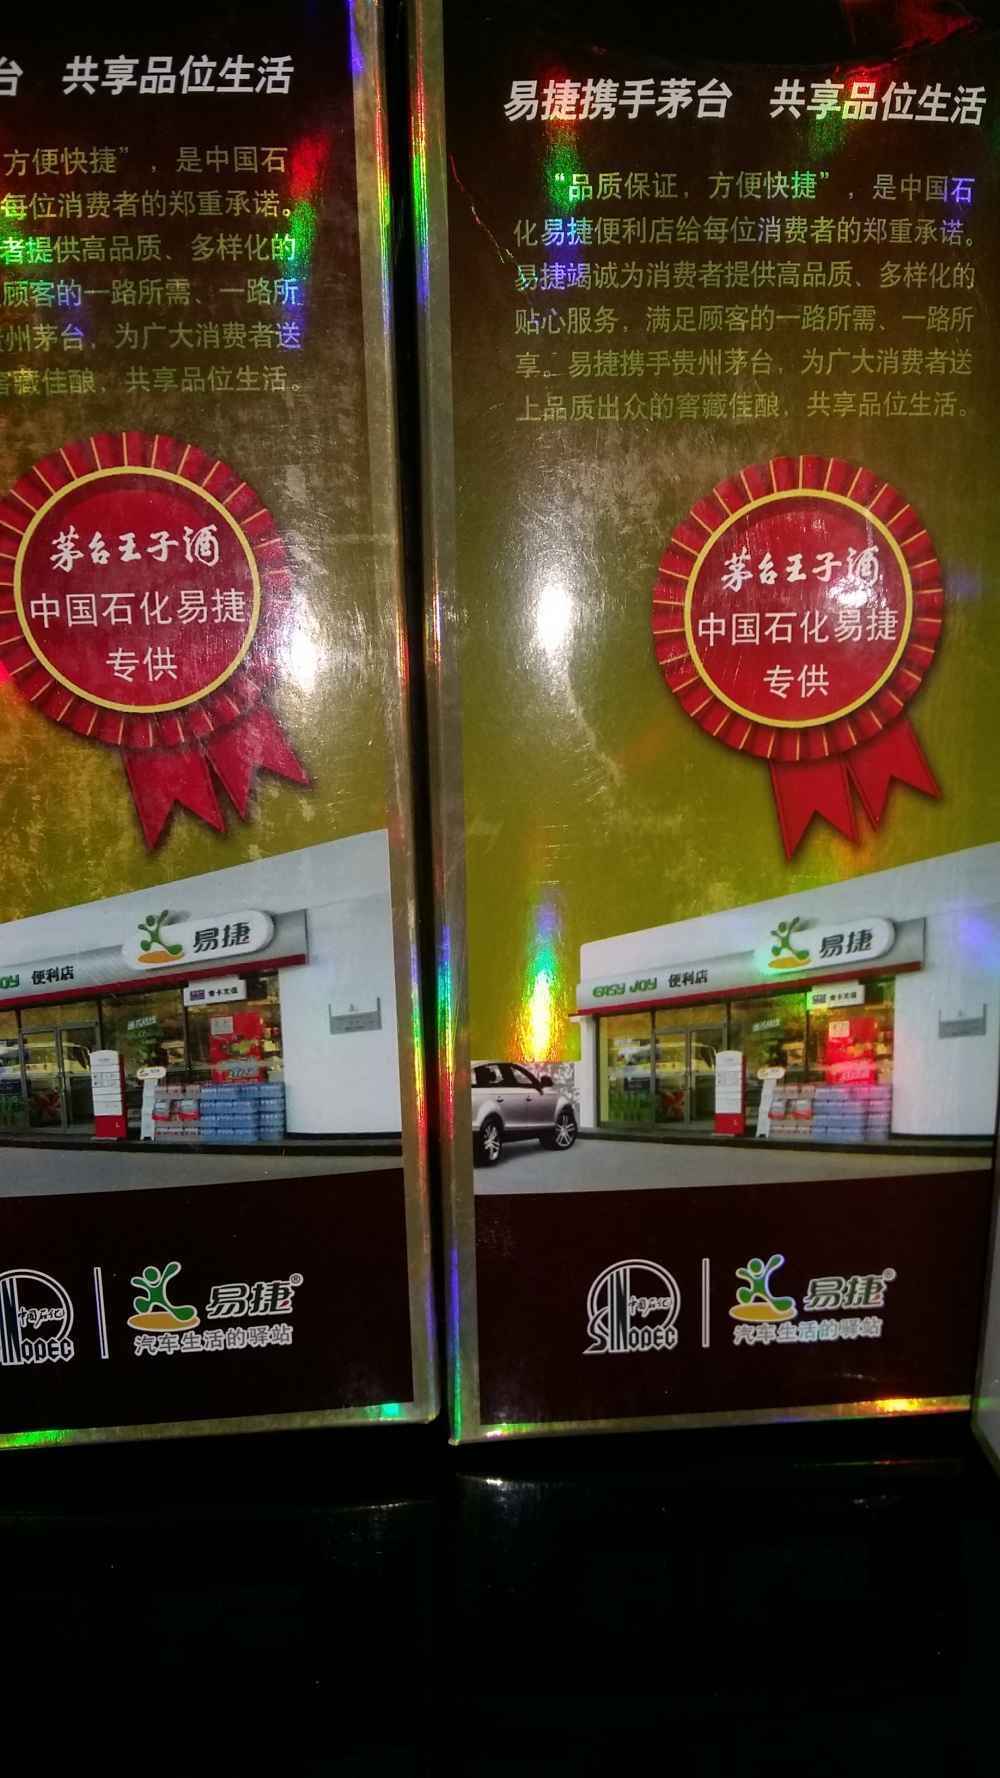 台 共享品位生活
方便快捷”，是中国石
每位消费者的郑重承诺。
者提供高品质、多样化的
顾客的一路所需、一路所
州茅台，为广大消费者送
窖藏佳酿，共享品位生活。
茅台王子酒
中国石化易捷
专供
易捷
JOY 便利店
易捷®
汽车生活的驿站
中国石化
NOPEC
易捷携手茅台 共享品位生活
“品质保证，方便快捷”，是中国石
化易捷便利店给每位消费者的郑重承诺。
易捷竭诚为消费者提供高品质、多样化的
贴心服务，满足顾客的一路所需、一路所
享。易捷携手贵州茅台，为广大消费者送
上品质出众的窖藏佳酿，共享品位生活。
茅台王子酒
中国石化易捷
专供
易捷
EASY JOY 便利店
中国石化
SINOPEC
易捷®
汽车生活的驿站